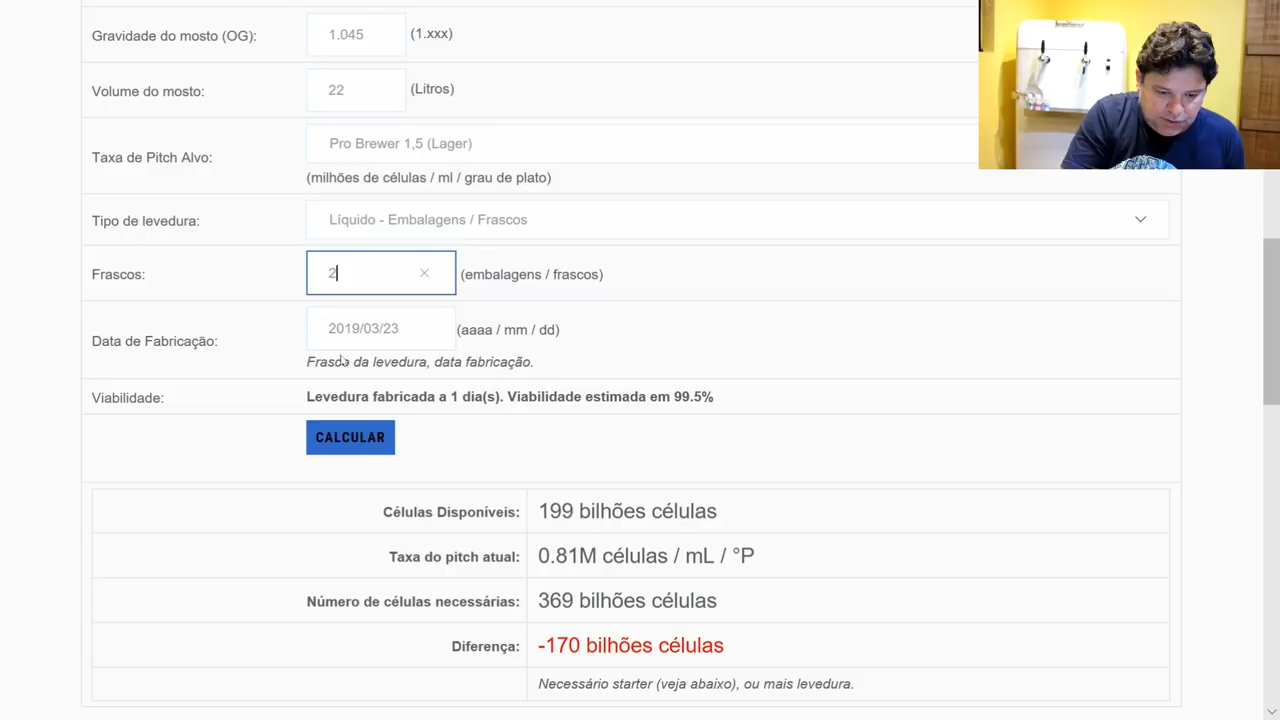 Gravidade do mosto (OG): 1.045 (1.xxx)
Volume do mosto: 22 (Litros)
Taxa de Pitch Alvo: Pro Brewer 1,5 (Lager)
(milhões de células / ml / grau de plato)
Tipo de levedura: Líquido - Embalagens / Frascos
Frascos: 2 (embalagens / frascos)
Data de Fabricação: 2019/03/23 (aaaa / mm / dd)
Frasco da levedura, data fabricação.
Viabilidade: Levedura fabricada a 1 dia(s). Viabilidade estimada em 99.5%
CALCULAR
Células Disponíveis: 199 bilhões células
Taxa do pitch atual: 0.81M células / mL / °P
Número de células necessárias: 369 bilhões células
Diferença: -170 bilhões células
Necessário starter (veja abaixo), ou mais levedura.